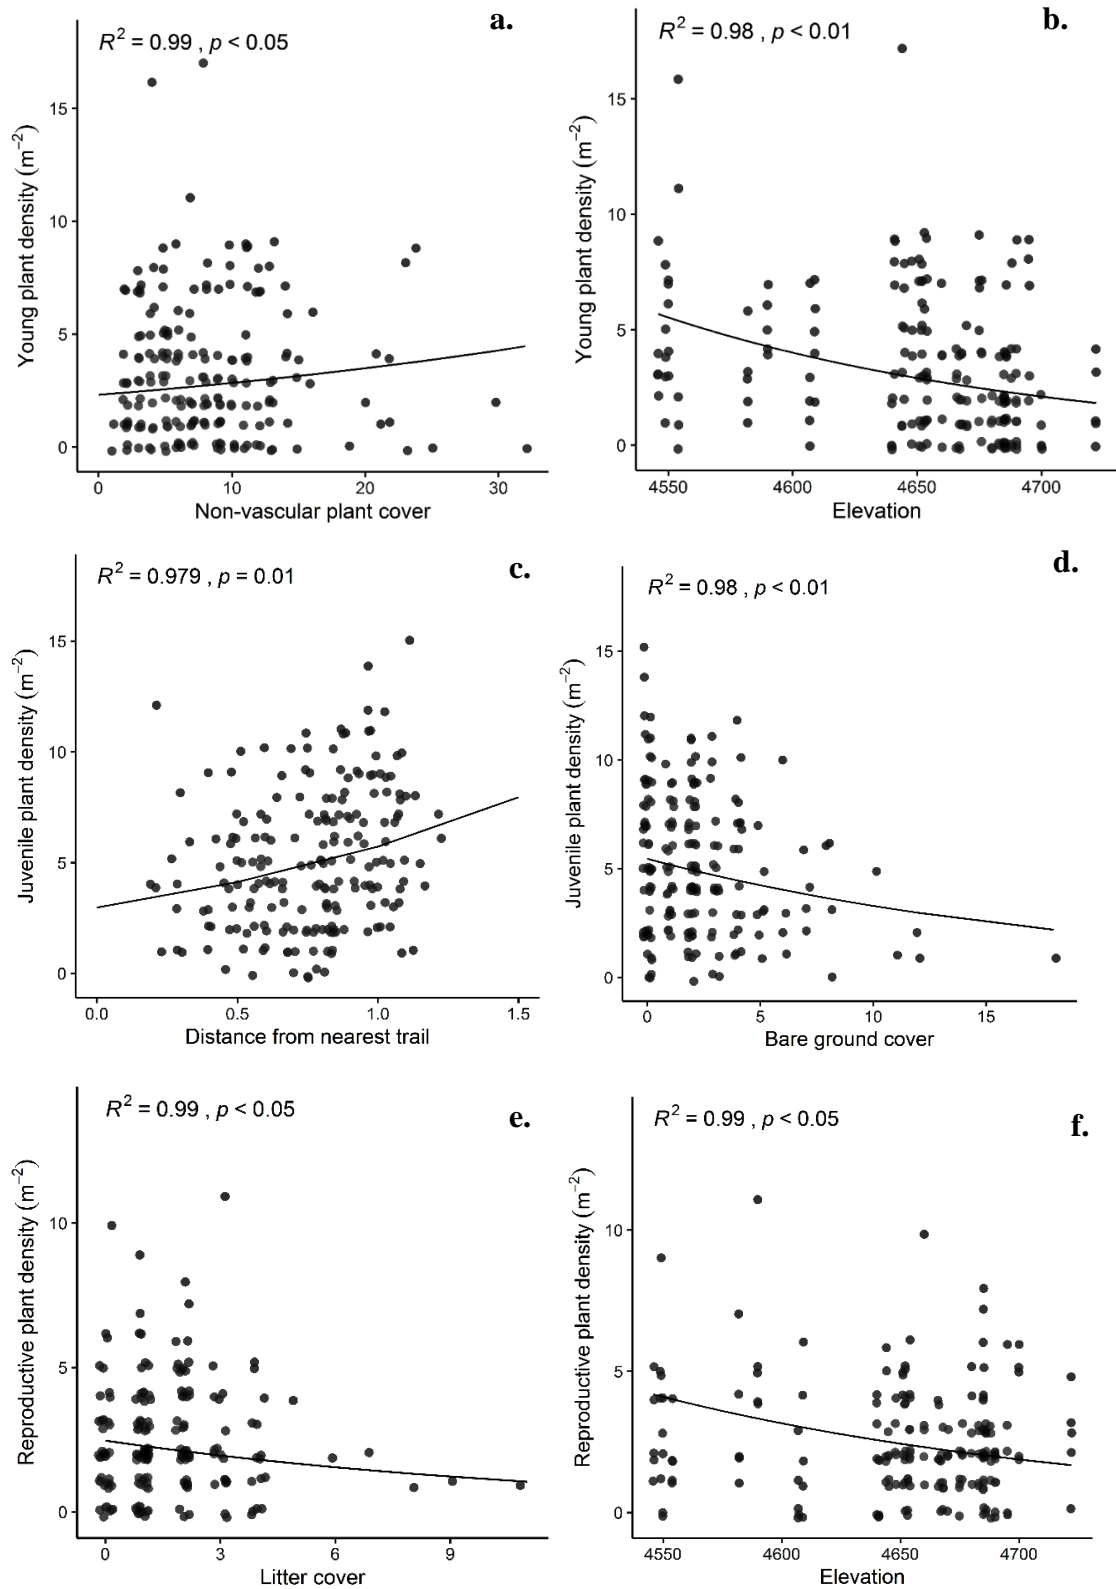 a.
R² = 0.99 , p < 0.05
Young plant density (m⁻²)
15
10
5
0
0 10 20 30
Non-vascular plant cover
b.
R² = 0.98 , p < 0.01
Young plant density (m⁻²)
15
10
5
0
4550 4600 4650 4700
Elevation
c.
R² = 0.979 , p = 0.01
Juvenile plant density (m⁻²)
15
10
5
0
0.0 0.5 1.0 1.5
Distance from nearest trail
d.
R² = 0.98 , p < 0.01
Juvenile plant density (m⁻²)
15
10
5
0
0 5 10 15
Bare ground cover
e.
R² = 0.99 , p < 0.05
Reproductive plant density (m⁻²)
10
5
0
0 3 6 9
Litter cover
f.
R² = 0.99 , p < 0.05
Reproductive plant density (m⁻²)
10
5
0
4550 4600 4650 4700
Elevation